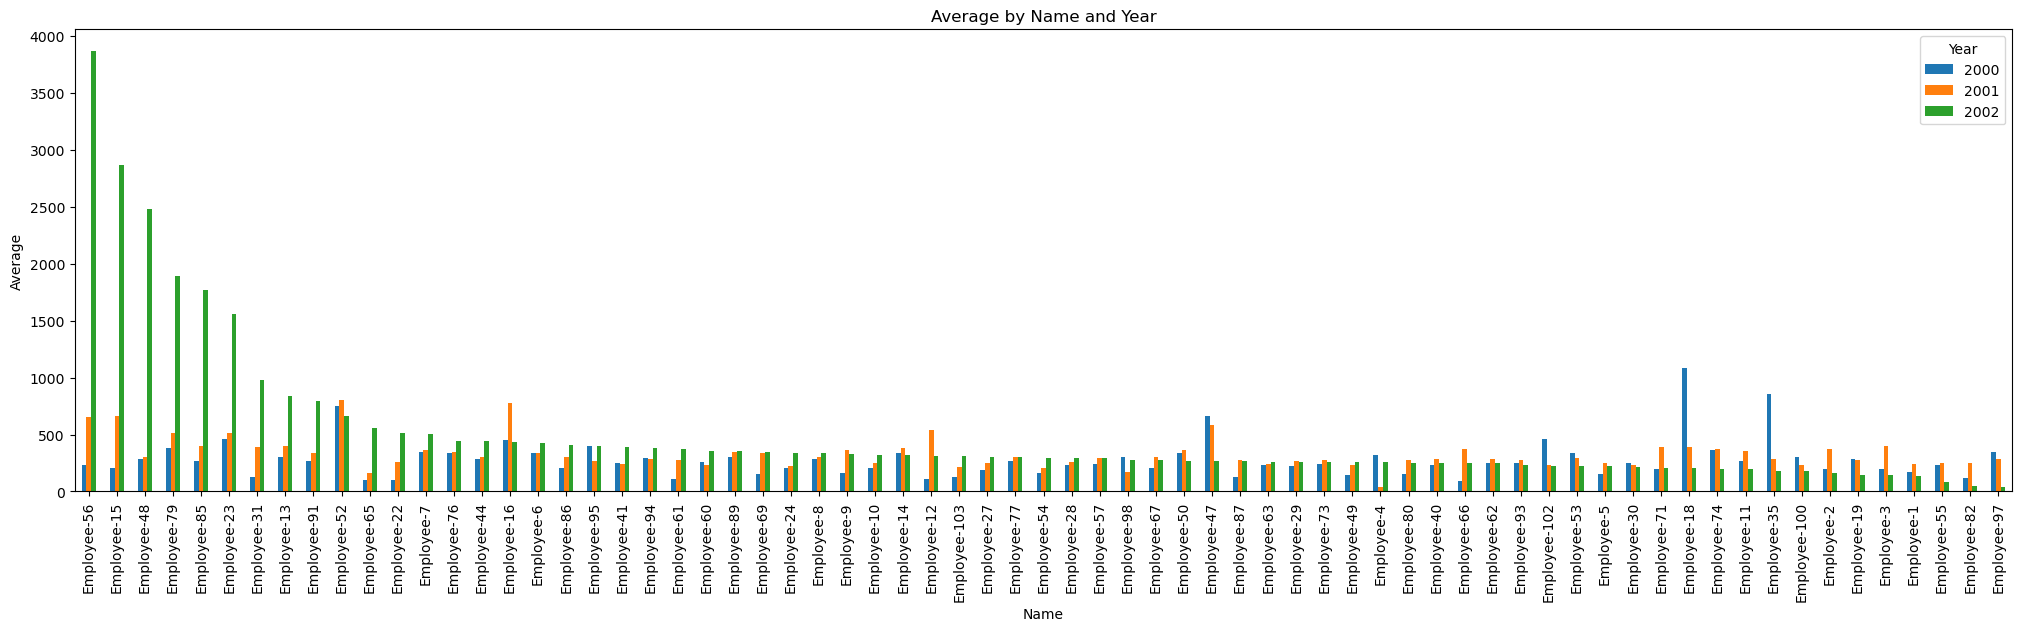 Average by Name and Year
Year
2000
2001
2002
Average
4000
3500
3000
2500
2000
1500
1000
500
0
Employee-56
Employee-15
Employee-48
Employee-79
Employee-85
Employee-23
Employee-31
Employee-13
Employee-91
Employee-52
Employee-65
Employee-22
Employee-7
Employee-76
Employee-44
Employee-16
Employee-6
Employee-86
Employee-95
Employee-41
Employee-94
Employee-61
Employee-60
Employee-89
Employee-69
Employee-24
Employee-8
Employee-9
Employee-10
Employee-14
Employee-12
Employee-103
Employee-27
Employee-77
Employee-54
Employee-28
Employee-57
Employee-98
Employee-67
Employee-50
Employee-47
Employee-87
Employee-63
Employee-29
Employee-73
Employee-49
Employee-4
Employee-80
Employee-40
Employee-66
Employee-62
Employee-93
Employee-102
Employee-53
Employee-5
Employee-30
Employee-71
Employee-18
Employee-74
Employee-11
Employee-35
Employee-100
Employee-2
Employee-19
Employee-3
Employee-1
Employee-55
Employee-82
Employee-97
Name